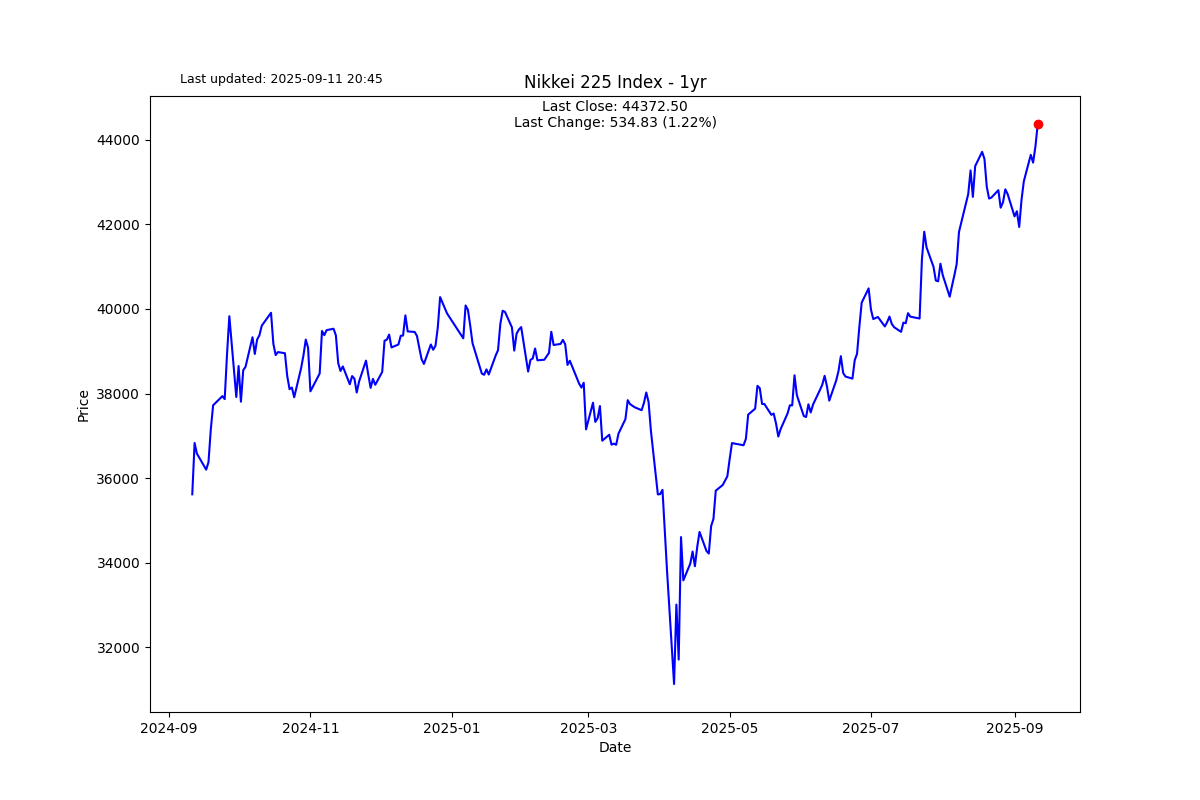 Last updated: 2025-09-11 20:45
Nikkei 225 Index - 1yr
Last Close: 44372.50
Last Change: 534.83 (1.22%)
44000
42000
40000
38000
36000
34000
32000
Price
2024-09
2024-11
2025-01
2025-03
2025-05
2025-07
2025-09
Date